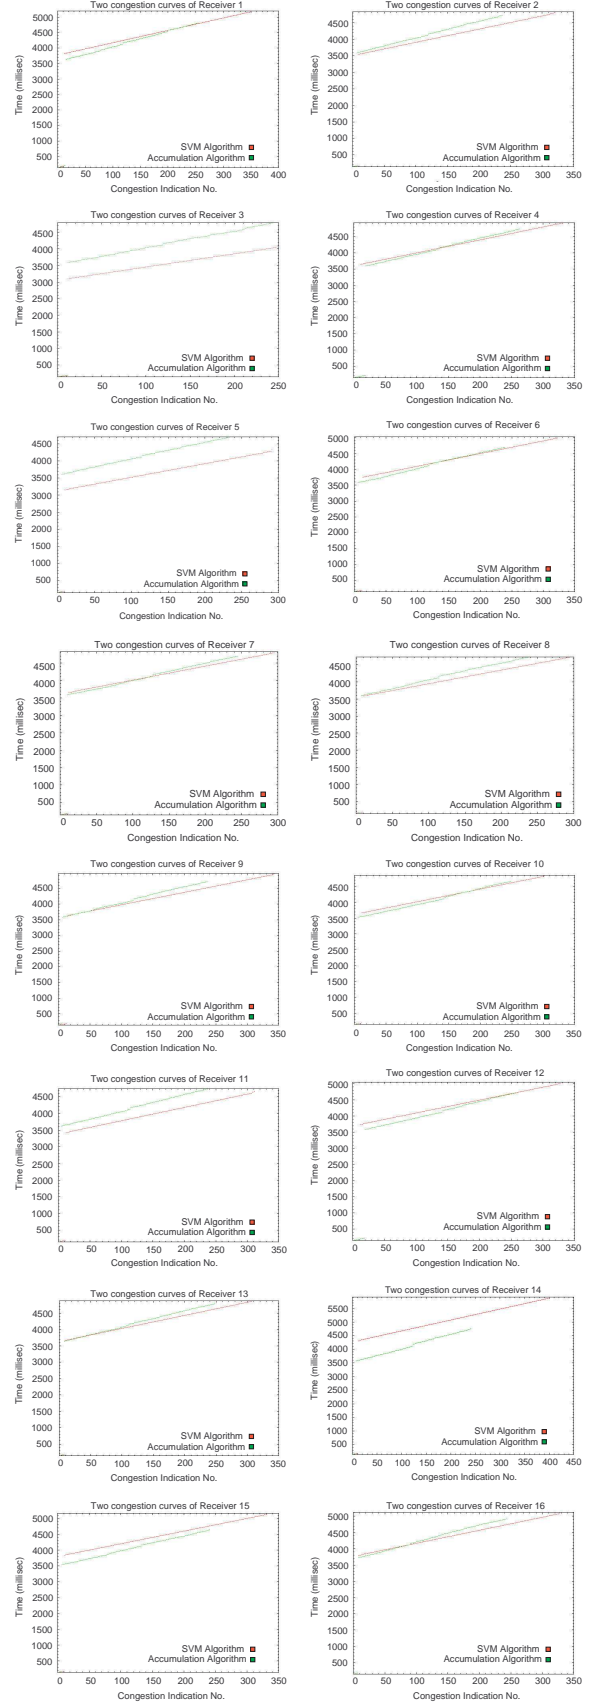 Two congestion curves of Receiver 1
Two congestion curves of Receiver 2
Time (millisec)
5000
4500
4000
3500
3000
2500
2000
1500
1000
500
SVM Algorithm
Accumulation Algorithm
0 50 100 150 200 250 300 350 400
Congestion Indication No.
Time (millisec)
4500
4000
3500
3000
2500
2000
1500
1000
500
SVM Algorithm
Accumulation Algorithm
0 50 100 150 200 250 300 350
Congestion Indication No.
Two congestion curves of Receiver 3
Time (millisec)
4500
4000
3500
3000
2500
2000
1500
1000
500
SVM Algorithm
Accumulation Algorithm
0 50 100 150 200 250
Congestion Indication No.
Two congestion curves of Receiver 4
Time (millisec)
4500
4000
3500
3000
2500
2000
1500
1000
500
SVM Algorithm
Accumulation Algorithm
0 50 100 150 200 250 300 350
Congestion Indication No.
Two congestion curves of Receiver 5
Time (millisec)
4500
4000
3500
3000
2500
2000
1500
1000
500
SVM Algorithm
Accumulation Algorithm
0 50 100 150 200 250 300
Congestion Indication No.
Two congestion curves of Receiver 6
Time (millisec)
5000
4500
4000
3500
3000
2500
2000
1500
1000
500
SVM Algorithm
Accumulation Algorithm
0 50 100 150 200 250 300 350
Congestion Indication No.
Two congestion curves of Receiver 7
Time (millisec)
4500
4000
3500
3000
2500
2000
1500
1000
500
SVM Algorithm
Accumulation Algorithm
0 50 100 150 200 250 300
Congestion Indication No.
Two congestion curves of Receiver 8
Time (millisec)
4500
4000
3500
3000
2500
2000
1500
1000
500
SVM Algorithm
Accumulation Algorithm
0 50 100 150 200 250 300
Congestion Indication No.
Two congestion curves of Receiver 9
Time (millisec)
4500
4000
3500
3000
2500
2000
1500
1000
500
SVM Algorithm
Accumulation Algorithm
0 50 100 150 200 250 300 350
Congestion Indication No.
Two congestion curves of Receiver 10
Time (millisec)
4500
4000
3500
3000
2500
2000
1500
1000
500
SVM Algorithm
Accumulation Algorithm
0 50 100 150 200 250 300 350
Congestion Indication No.
Two congestion curves of Receiver 11
Time (millisec)
4500
4000
3500
3000
2500
2000
1500
1000
500
SVM Algorithm
Accumulation Algorithm
0 50 100 150 200 250 300 350
Congestion Indication No.
Two congestion curves of Receiver 12
Time (millisec)
5000
4500
4000
3500
3000
2500
2000
1500
1000
500
SVM Algorithm
Accumulation Algorithm
0 50 100 150 200 250 300 350
Congestion Indication No.
Two congestion curves of Receiver 13
Time (millisec)
4500
4000
3500
3000
2500
2000
1500
1000
500
SVM Algorithm
Accumulation Algorithm
0 50 100 150 200 250 300 350
Congestion Indication No.
Two congestion curves of Receiver 14
Time (millisec)
5500
5000
4500
4000
3500
3000
2500
2000
1500
1000
500
SVM Algorithm
Accumulation Algorithm
0 50 100 150 200 250 300 350 400 450
Congestion Indication No.
Two congestion curves of Receiver 15
Time (millisec)
5000
4500
4000
3500
3000
2500
2000
1500
1000
500
SVM Algorithm
Accumulation Algorithm
0 50 100 150 200 250 300 350
Congestion Indication No.
Two congestion curves of Receiver 16
Time (millisec)
5000
4500
4000
3500
3000
2500
2000
1500
1000
500
SVM Algorithm
Accumulation Algorithm
0 50 100 150 200 250 300 350
Congestion Indication No.